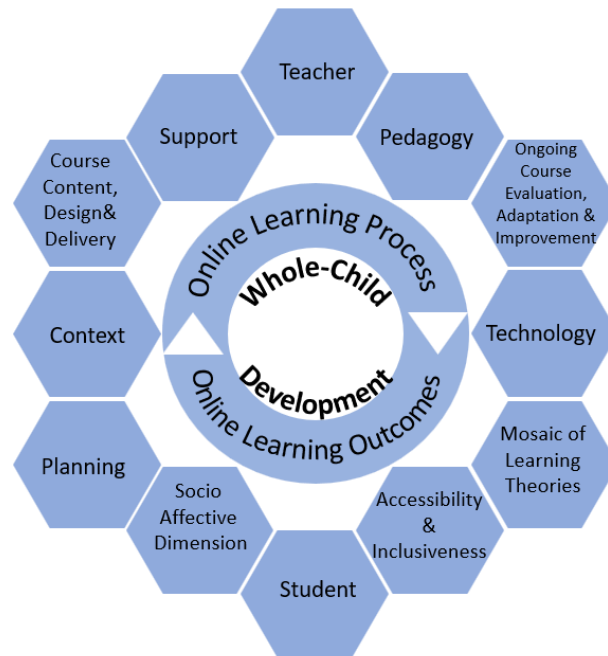 Teacher
Support
Pedagogy
Course
Content,
Design&
Delivery
Ongoing
Course
Evaluation,
Adaptation &
Improvement
Online Learning Process
Whole-Child
Context
Technology
Development
Online Learning Outcomes
Planning
Mosaic of
Learning
Theories
Socio
Affective
Dimension
Accessibility
&
Inclusiveness
Student